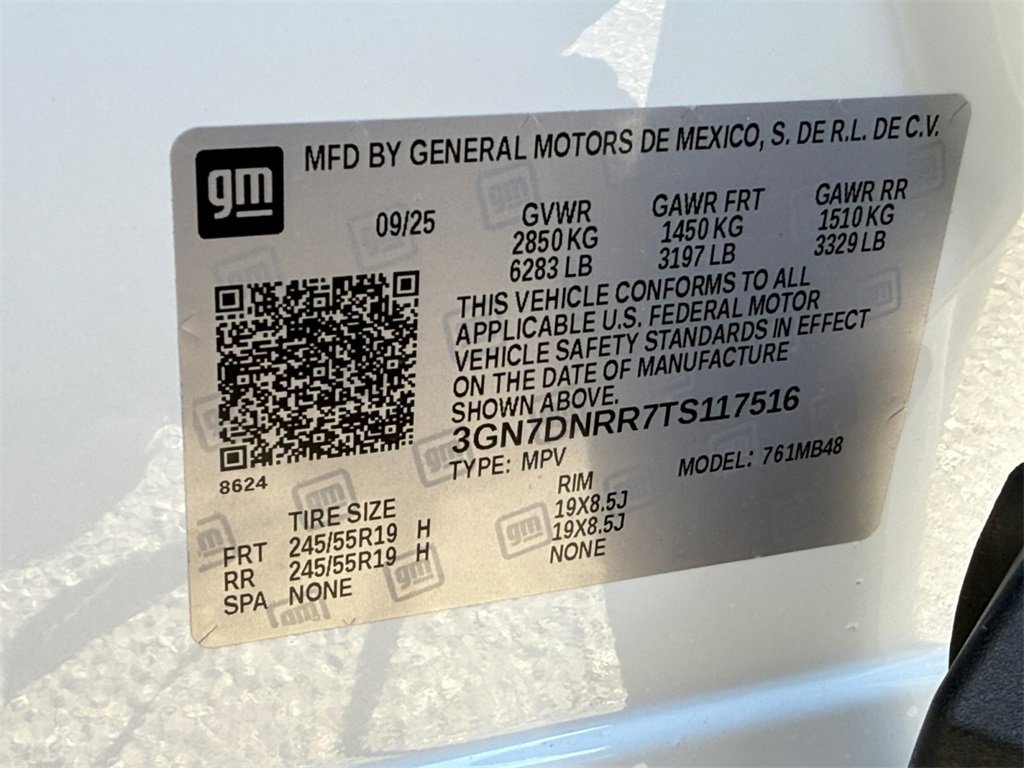 gm
MFD BY GENERAL MOTORS DE MEXICO, S. DE R.L. DE C.V.
09/25 GVWR GAWR FRT GAWR RR
2850 KG 1450 KG 1510 KG
6283 LB 3197 LB 3329 LB
THIS VEHICLE CONFORMS TO ALL
APPLICABLE U.S. FEDERAL MOTOR
VEHICLE SAFETY STANDARDS IN EFFECT
ON THE DATE OF MANUFACTURE
SHOWN ABOVE.
3GN7DNRR7TS117516
TYPE: MPV MODEL: 761MB48
8624
TIRE SIZE RIM
FRT 245/55R19 H 19X8.5J
RR 245/55R19 H 19X8.5J
SPA NONE NONE